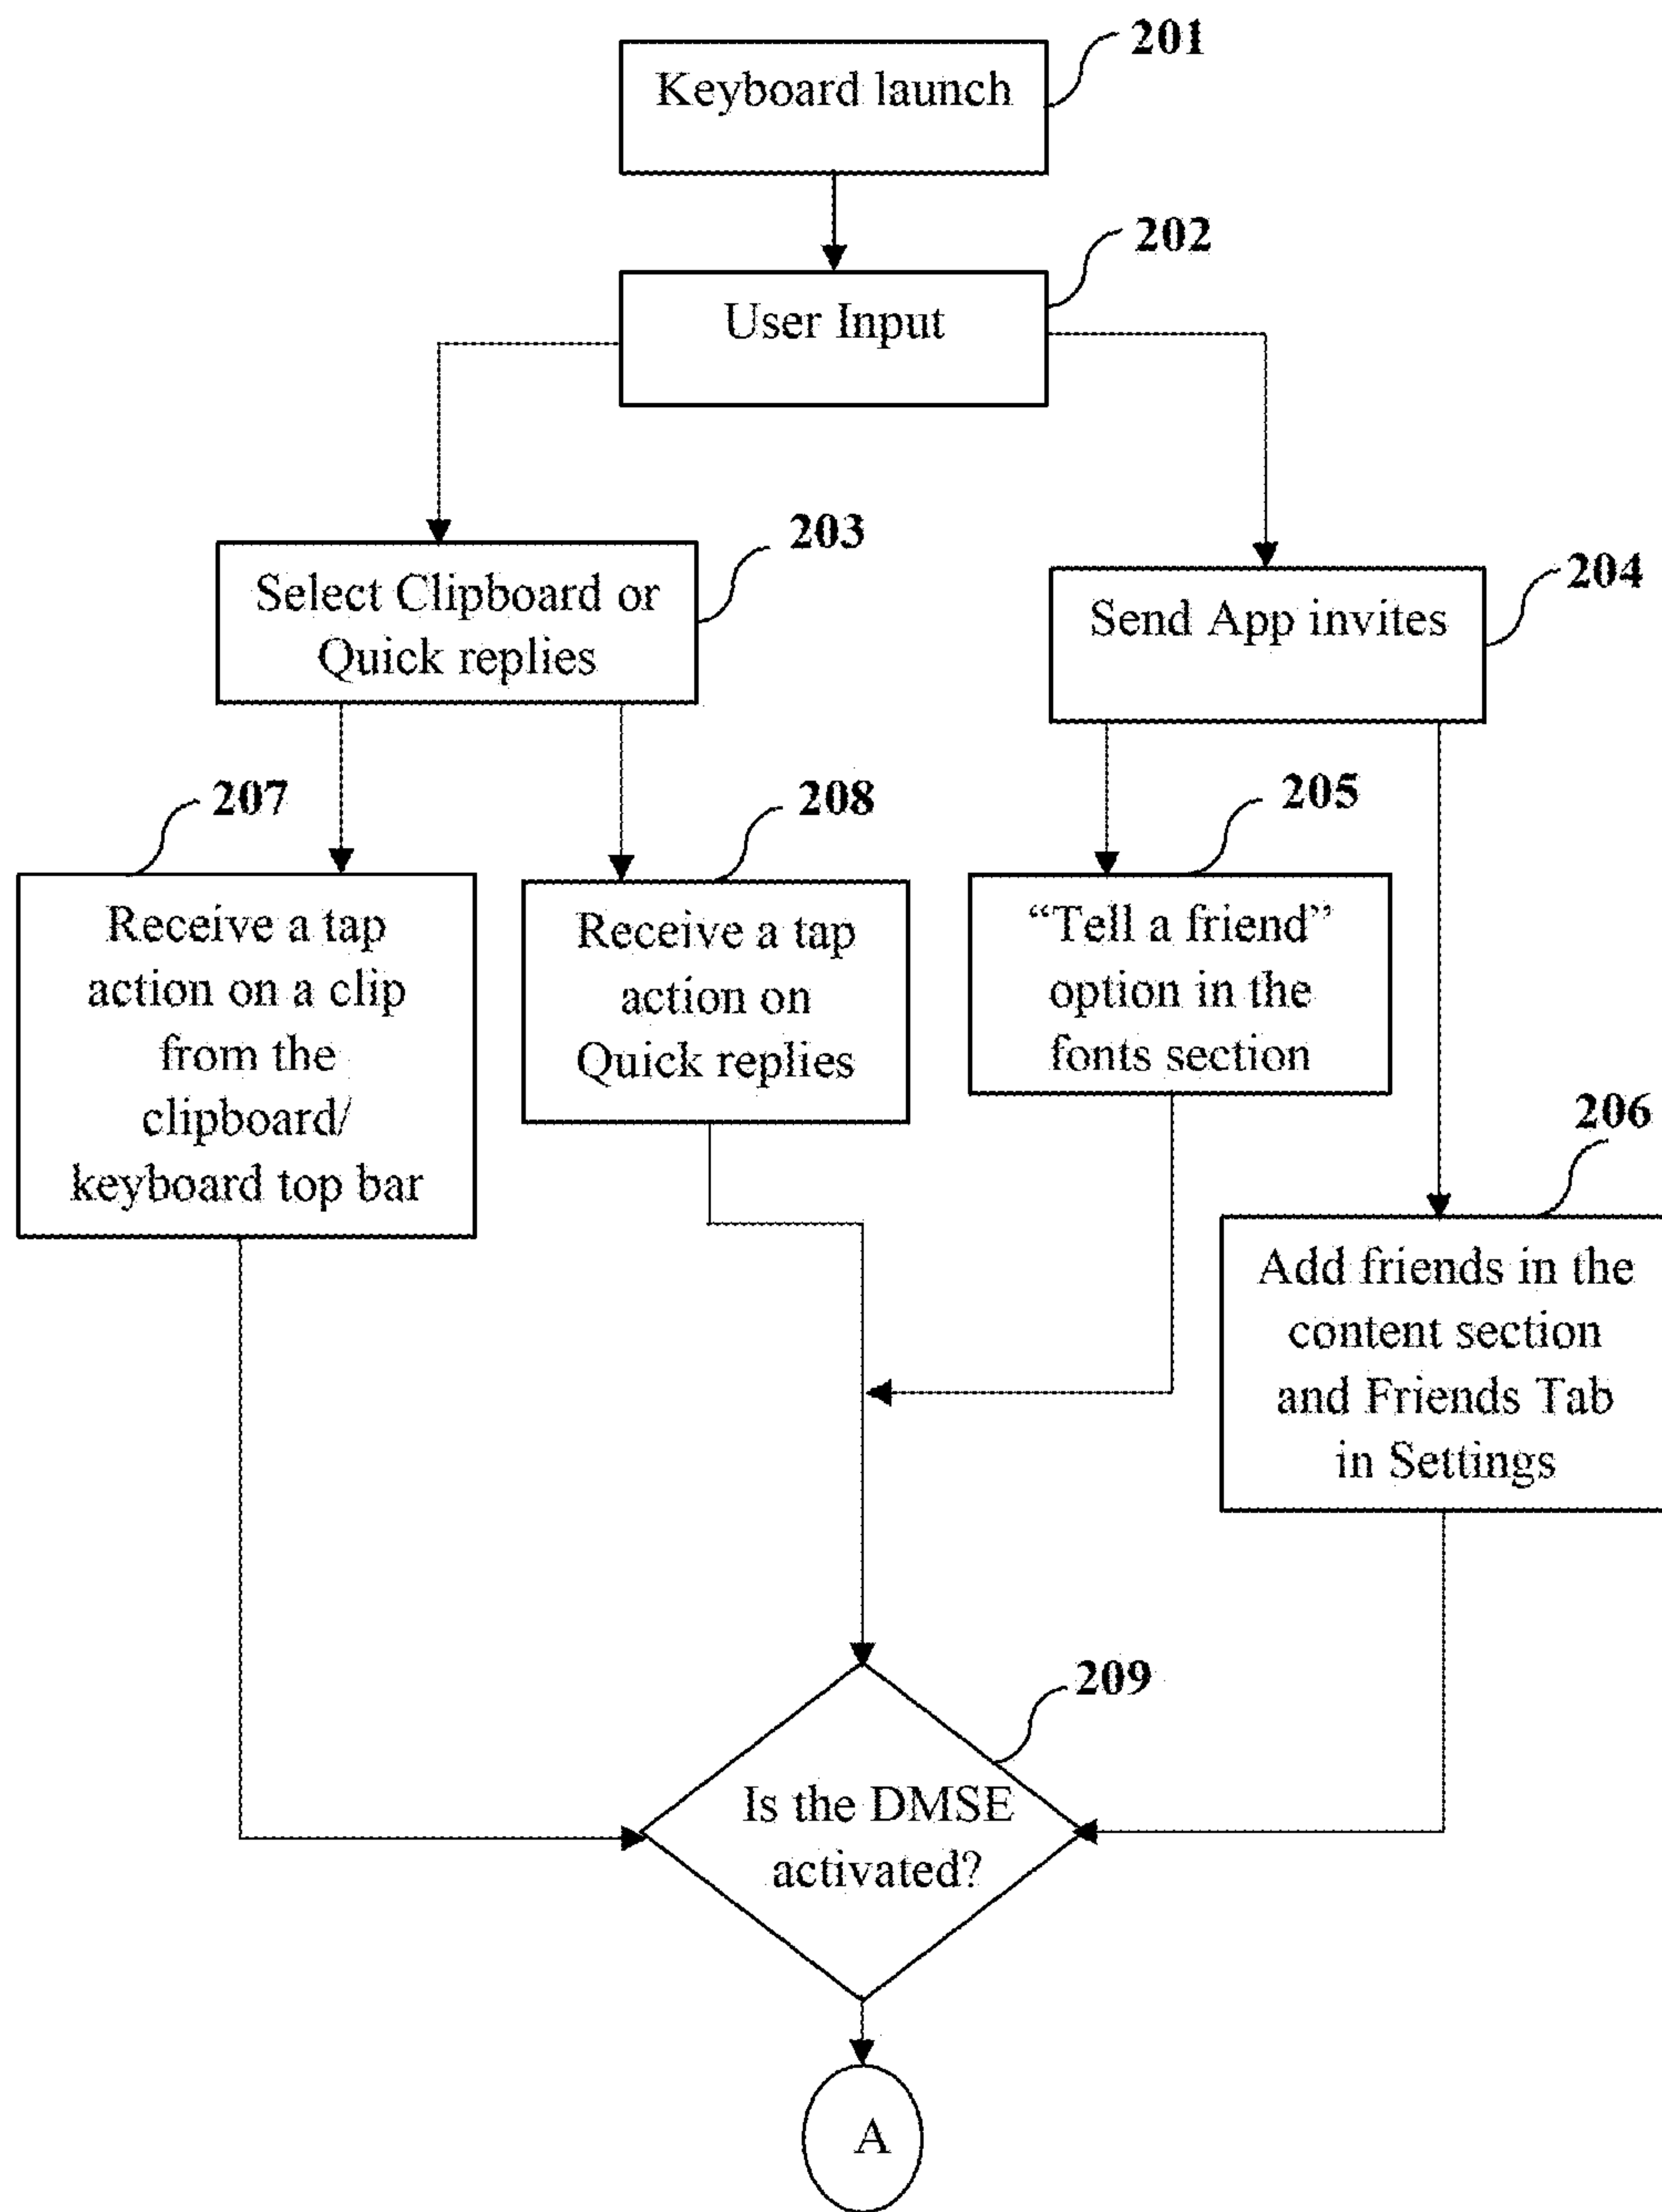 201
Keyboard launch
202
User Input
203
Select Clipboard or
Quick replies
204
Send App invites
207
Receive a tap
action on a clip
from the
clipboard/
keyboard top bar
208
Receive a tap
action on
Quick replies
205
“Tell a friend”
option in the
fonts section
206
Add friends in the
content section
and Friends Tab
in Settings
209
Is the DMSE
activated?
A